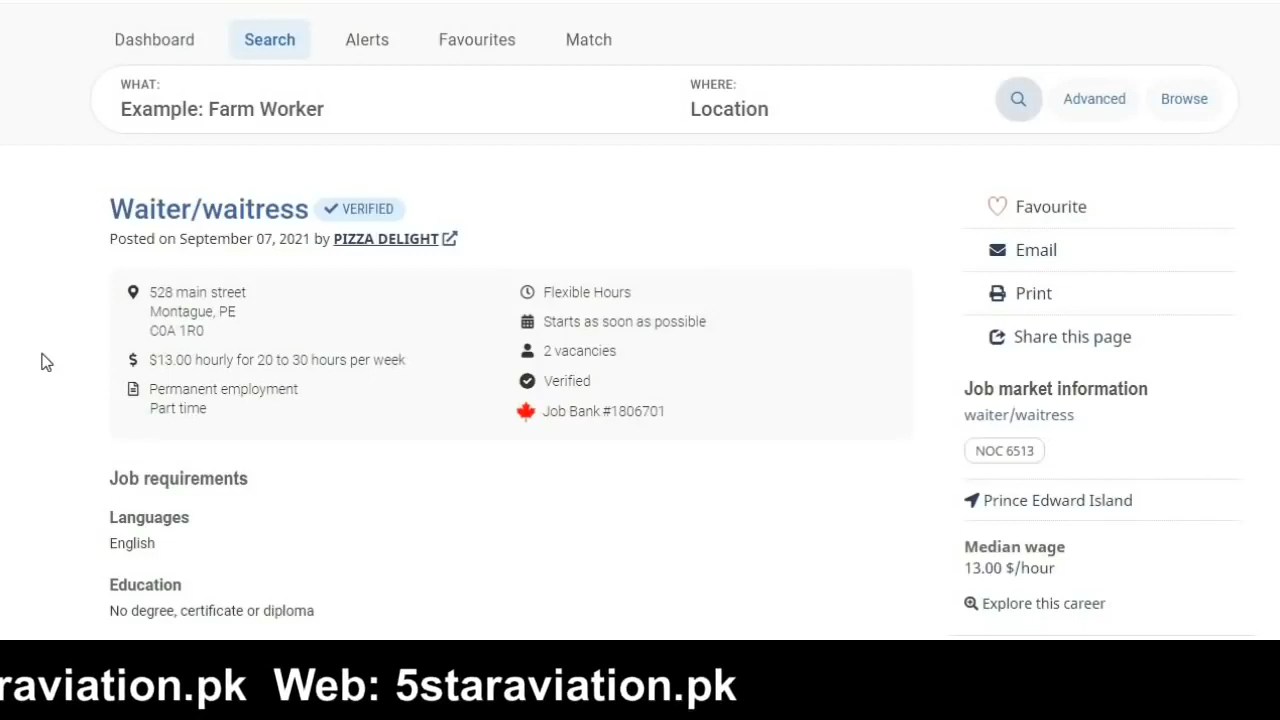 Dashboard Search Alerts Favourites Match
WHAT: WHERE:
Example: Farm Worker Location Advanced Browse
Waiter/waitress VERIFIED
Posted on September 07, 2021 by PIZZA DELIGHT
528 main street
Montague, PE
C0A 1R0
$13.00 hourly for 20 to 30 hours per week
Permanent employment
Part time
Flexible Hours
Starts as soon as possible
2 vacancies
Verified
Job Bank #1806701
Job requirements
Languages
English
Education
No degree, certificate or diploma
Favourite
Email
Print
Share this page
Job market information
waiter/waitress
NOC 6513
Prince Edward Island
Median wage
13.00 $/hour
Explore this career
raviation.pk Web: 5staraviation.pk